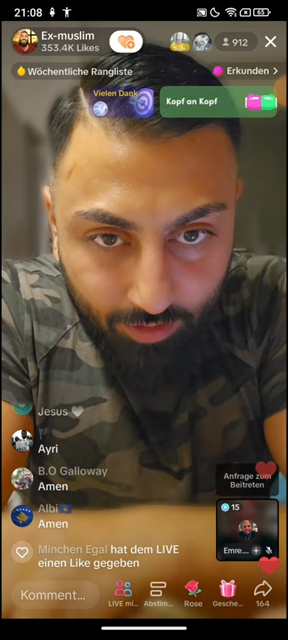 21:08
65
Ex-muslim
353.4K Likes
912
Wöchentliche Rangliste
Erkunden >
Vielen Dank
Kopf an Kopf
Jesus 🤍
Ayri
B.O Galloway
Amen
Albi
Amen
Anfrage zum
Beitreten
15
Emre....
Minchen Egal hat dem LIVE
einen Like gegeben
Komment...
LIVE mi...
Abstim...
Rose
Gesche...
164